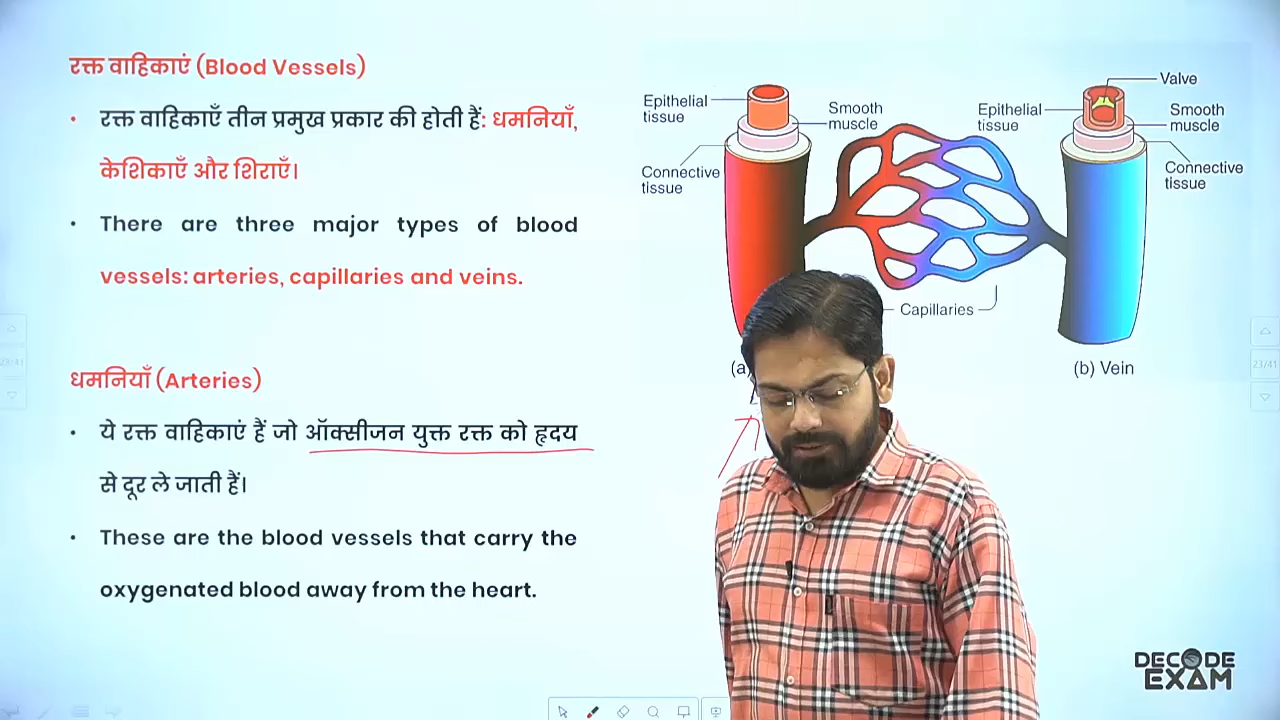 रक्त वाहिकाएं (Blood Vessels)
• रक्त वाहिकाएँ तीन प्रमुख प्रकार की होती हैं: धमनियाँ,
केशिकाएँ और शिराएँ।
• There are three major types of blood
vessels: arteries, capillaries and veins.
धमनियाँ (Arteries)
• ये रक्त वाहिकाएं हैं जो ऑक्सीजन युक्त रक्त को हृदय
से दूर ले जाती हैं।
• These are the blood vessels that carry the
oxygenated blood away from the heart.
Epithelial
tissue
Smooth
muscle
Connective
tissue
Capillaries
(a)
Valve
Epithelial
tissue
Smooth
muscle
Connective
tissue
(b) Vein
23/41
DECODE
EXAM